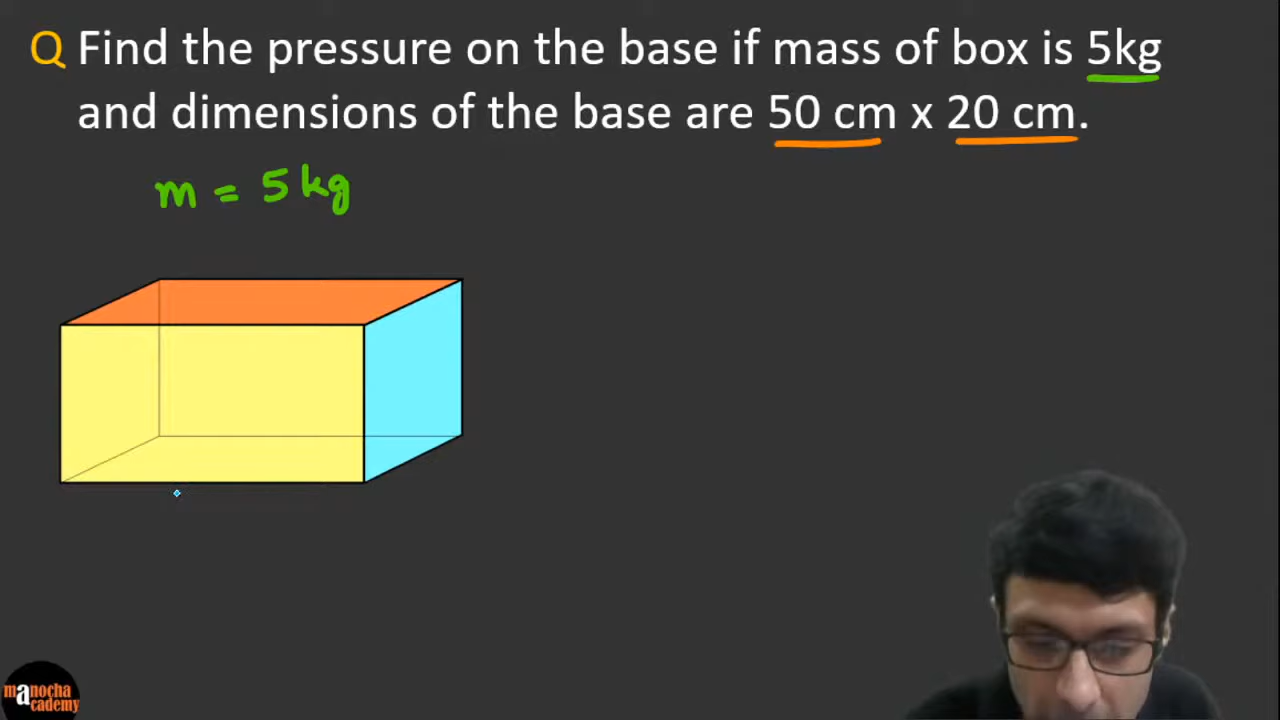 Q Find the pressure on the base if mass of box is 5kg
and dimensions of the base are 50 cm x 20 cm.
m = 5 kg
manocha
academy